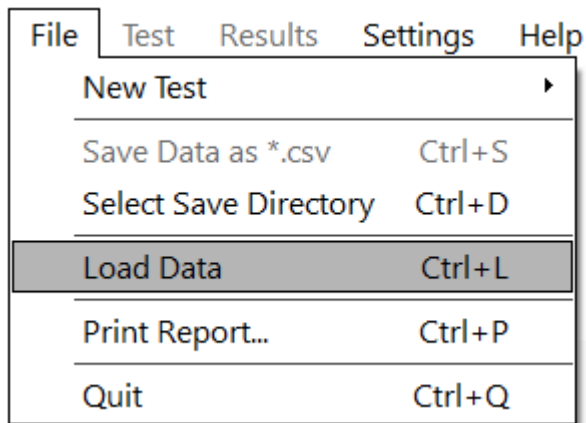 File Test Results Settings Help
New Test
Save Data as *.csv Ctrl+S
Select Save Directory Ctrl+D
Load Data Ctrl+L
Print Report... Ctrl+P
Quit Ctrl+Q